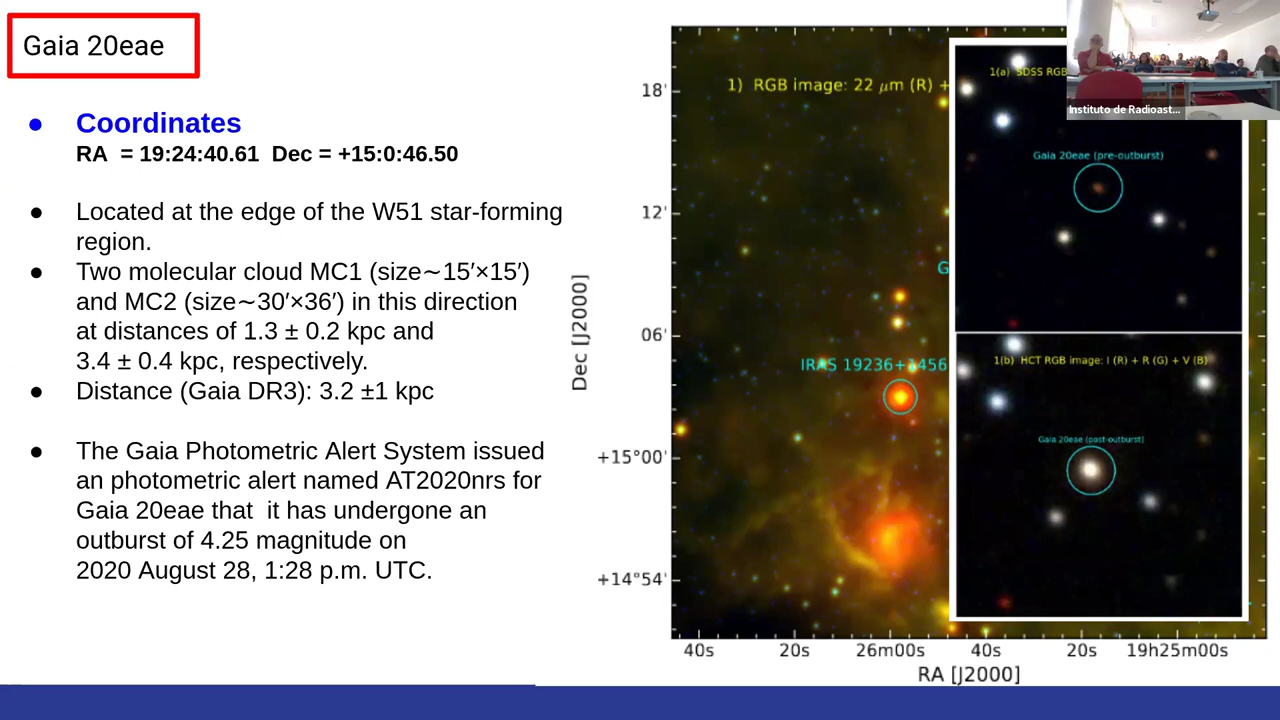 Gaia 20eae
● Coordinates
RA = 19:24:40.61 Dec = +15:0:46.50
● Located at the edge of the W51 star-forming
region.
● Two molecular cloud MC1 (size∼15′×15′)
and MC2 (size∼30′×36′) in this direction
at distances of 1.3 ± 0.2 kpc and
3.4 ± 0.4 kpc, respectively.
● Distance (Gaia DR3): 3.2 ±1 kpc
● The Gaia Photometric Alert System issued
an photometric alert named AT2020nrs for
Gaia 20eae that it has undergone an
outburst of 4.25 magnitude on
2020 August 28, 1:28 p.m. UTC.
1) RGB image: 22 μm (R) +
G
IRAS 19236+1456
18'
12'
06'
+15°00'
+14°54'
Dec [J2000]
40s 20s 26m00s 40s 20s 19h25m00s
RA [J2000]
1(a) SDSS RGB
Gaia 20eae (pre-outburst)
1(b) HCT RGB image: I (R) + R (G) + V (B)
Gaia 20eae (post-outburst)
Instituto de Radioast...